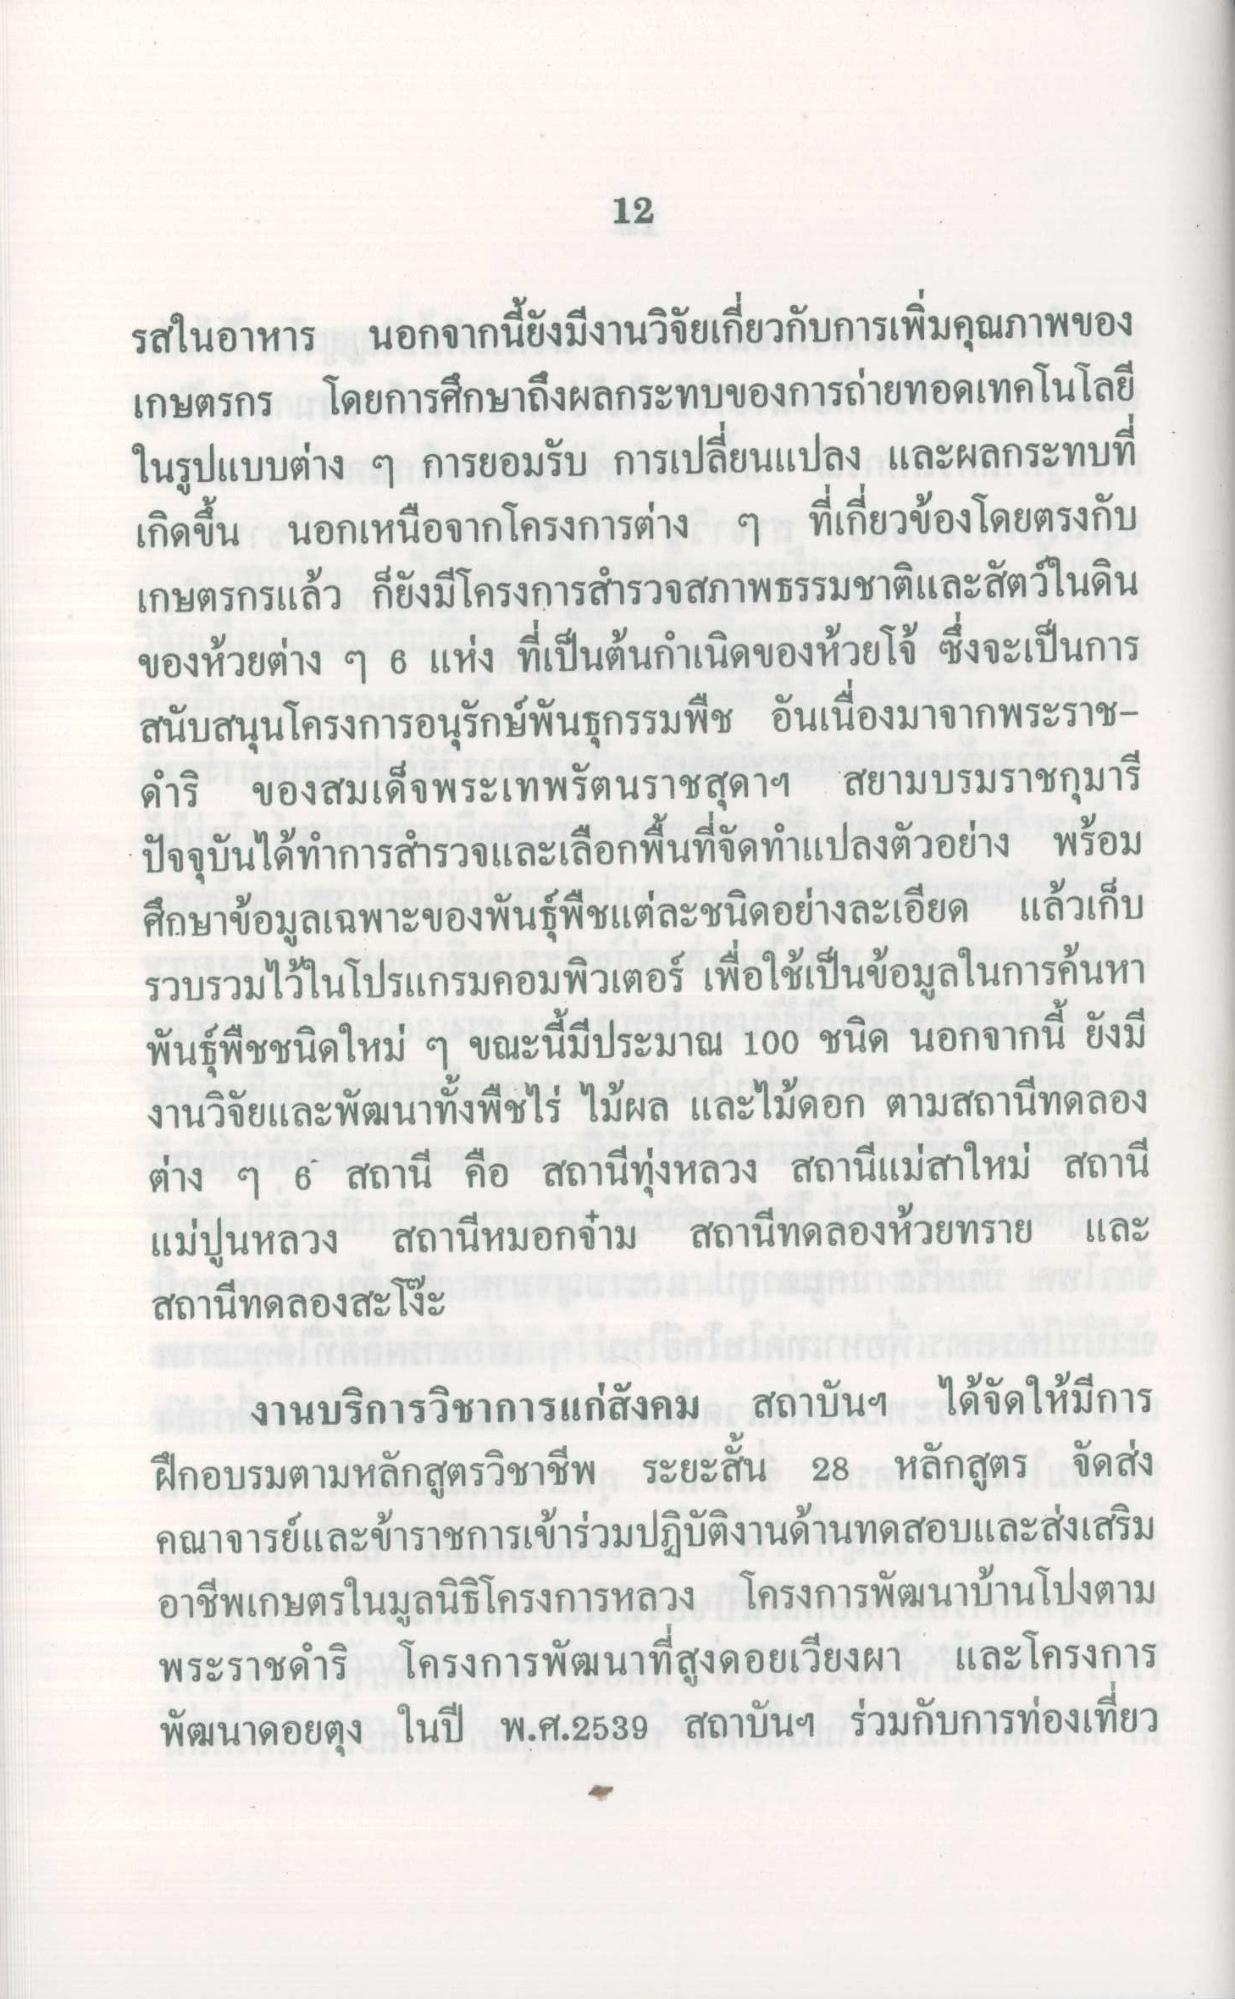 12
รสในอาหาร นอกจากนี้ยังมีงานวิจัยเกี่ยวกับการเพิ่มคุณภาพของ
เกษตรกร โดยการศึกษาถึงผลกระทบของการถ่ายทอดเทคโนโลยี
ในรูปแบบต่าง ๆ การยอมรับ การเปลี่ยนแปลง และผลกระทบที่
เกิดขึ้น นอกเหนือจากโครงการต่าง ๆ ที่เกี่ยวข้องโดยตรงกับ
เกษตรกรแล้ว ก็ยังมีโครงการสำรวจสภาพธรรมชาติและสัตว์ในดิน
ของห้วยต่าง ๆ 6 แห่ง ที่เป็นต้นกำเนิดของห้วยโจ้ ซึ่งจะเป็นการ
สนับสนุนโครงการอนุรักษ์พันธุกรรมพืช อันเนื่องมาจากพระราช-
ดำริ ของสมเด็จพระเทพรัตนราชสุดาฯ สยามบรมราชกุมารี
ปัจจุบันได้ทำการสำรวจและเลือกพื้นที่จัดทำแปลงตัวอย่าง พร้อม
ศึกษาข้อมูลเฉพาะของพันธุ์พืชแต่ละชนิดอย่างละเอียด แล้วเก็บ
รวบรวมไว้ในโปรแกรมคอมพิวเตอร์ เพื่อใช้เป็นข้อมูลในการค้นหา
พันธุ์พืชชนิดใหม่ ๆ ขณะนี้มีประมาณ 100 ชนิด นอกจากนี้ ยังมี
งานวิจัยและพัฒนาทั้งพืชไร่ ไม้ผล และไม้ดอก ตามสถานีทดลอง
ต่าง ๆ 6 สถานี คือ สถานีทุ่งหลวง สถานีแม่สาใหม่ สถานี
แม่ปูนหลวง สถานีหมอกจ๋าม สถานีทดลองห้วยทราย และ
สถานีทดลองสะโง๊ะ
งานบริการวิชาการแก่สังคม สถาบันฯ ได้จัดให้มีการ
ฝึกอบรมตามหลักสูตรวิชาชีพ ระยะสั้น 28 หลักสูตร จัดส่ง
คณาจารย์และข้าราชการเข้าร่วมปฏิบัติงานด้านทดสอบและส่งเสริม
อาชีพเกษตรในมูลนิธิโครงการหลวง โครงการพัฒนาบ้านโปงตาม
พระราชดำริ โครงการพัฒนาที่สูงดอยเวียงผา และโครงการ
พัฒนาดอยตุง ในปี พ.ศ.2539 สถาบันฯ ร่วมกับการท่องเที่ยว